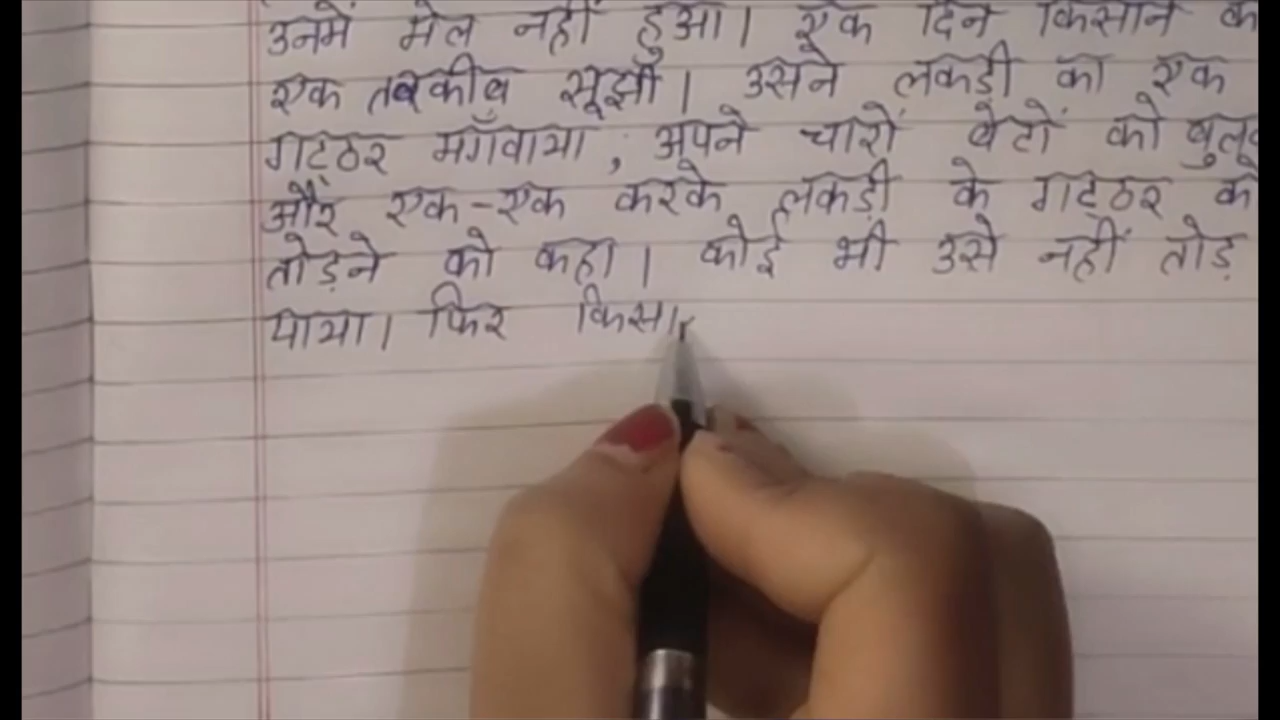 उनमें मेल नहीं हुआ। एक दिन किसान
एक तरकीब सूझी। उसने लकड़ी का एक
गट्ठर मँगवाया, अपने चारों बेटों को
और एक-एक करके लकड़ी के गट्ठर को
तोड़ने को कहा। कोई भी उसे नहीं तोड़
पाया। फिर किसा